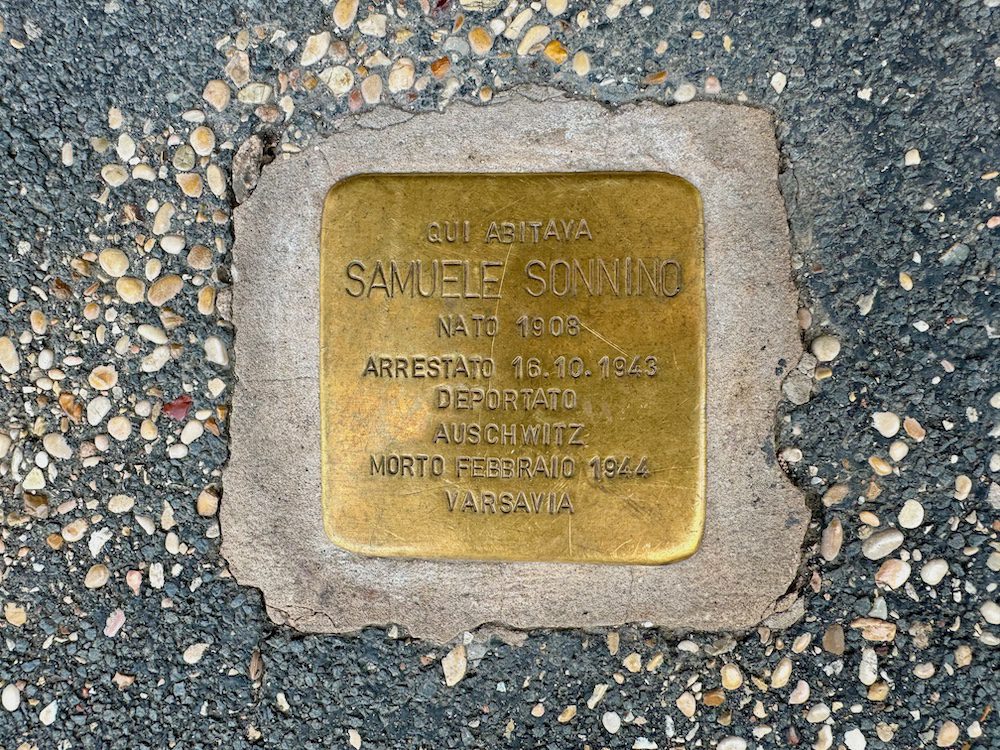 QUI ABITAVA
SAMUELE SONNINO
NATO 1908
ARRESTATO 16.10.1943
DEPORTATO
AUSCHWITZ
MORTO FEBBRAIO 1944
VARSAVIA